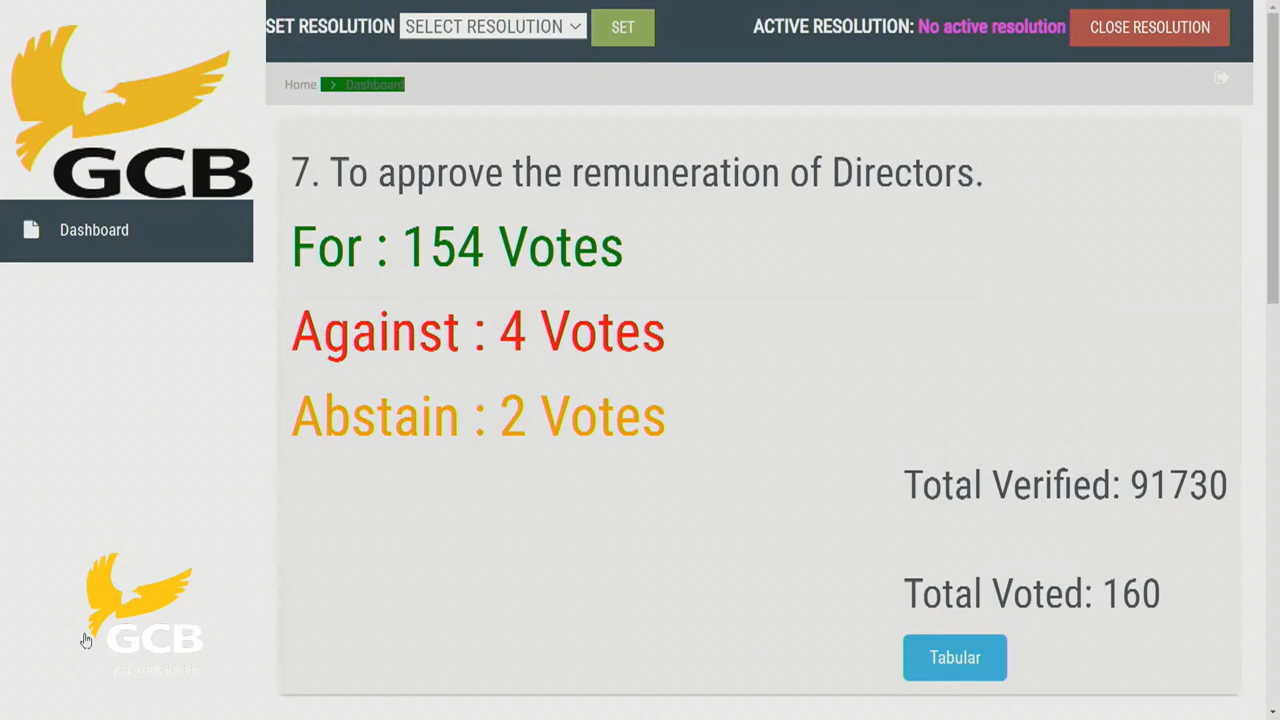 SET RESOLUTION SELECT RESOLUTION SET ACTIVE RESOLUTION: No active resolution CLOSE RESOLUTION
Home > Dashboard
GCB
Dashboard
7. To approve the remuneration of Directors.
For : 154 Votes
Against : 4 Votes
Abstain : 2 Votes
Total Verified: 91730
Total Voted: 160
Tabular
GCB